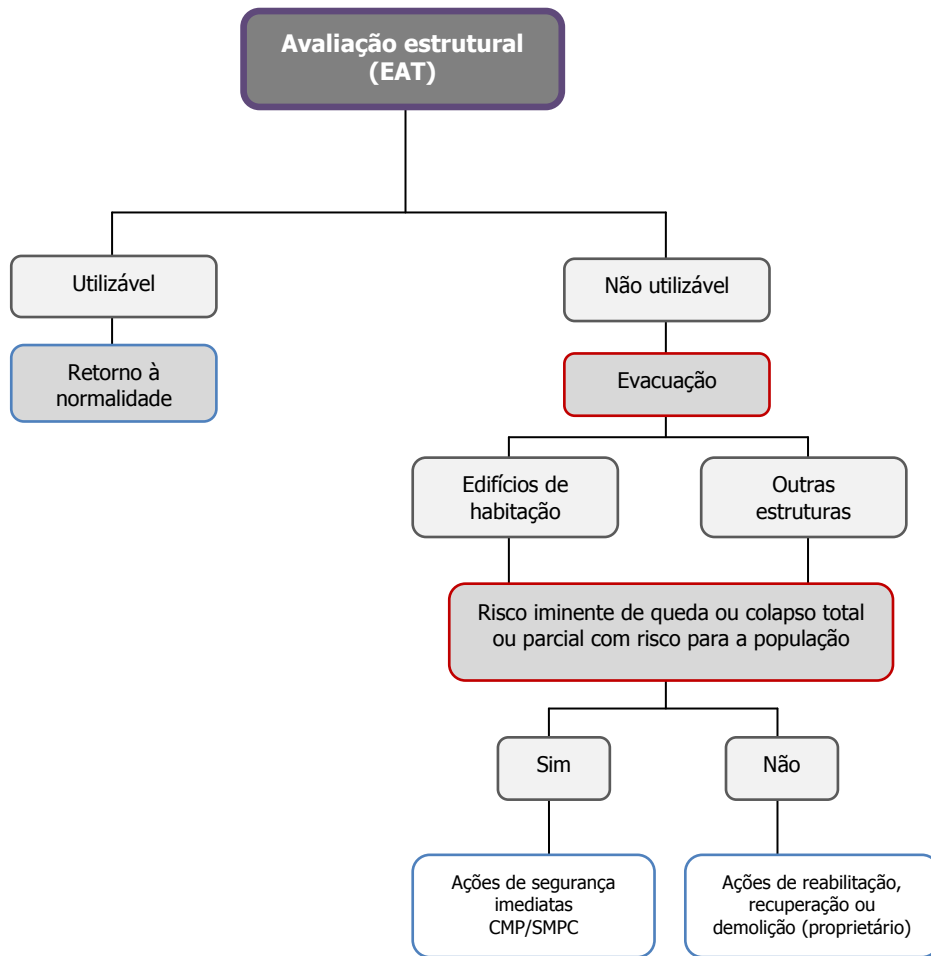 Avaliação estrutural
(EAT)
Utilizável
Não utilizável
Retorno à
normalidade
Evacuação
Edifícios de
habitação
Outras
estruturas
Risco iminente de queda ou colapso total
ou parcial com risco para a população
Sim
Não
Ações de segurança
imediatas
CMP/SMPC
Ações de reabilitação,
recuperação ou
demolição (proprietário)